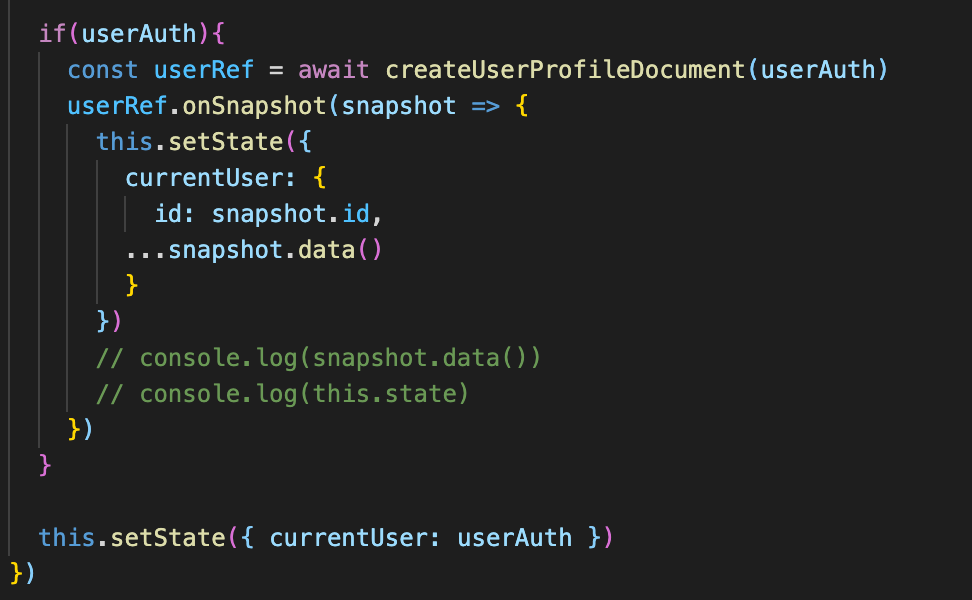 if(userAuth){
const userRef = await createUserProfileDocument(userAuth)
userRef.onSnapshot(snapshot => {
this.setState({
currentUser: {
id: snapshot.id,
...snapshot.data()
}
})
// console.log(snapshot.data())
// console.log(this.state)
})
}
this.setState({ currentUser: userAuth })
})